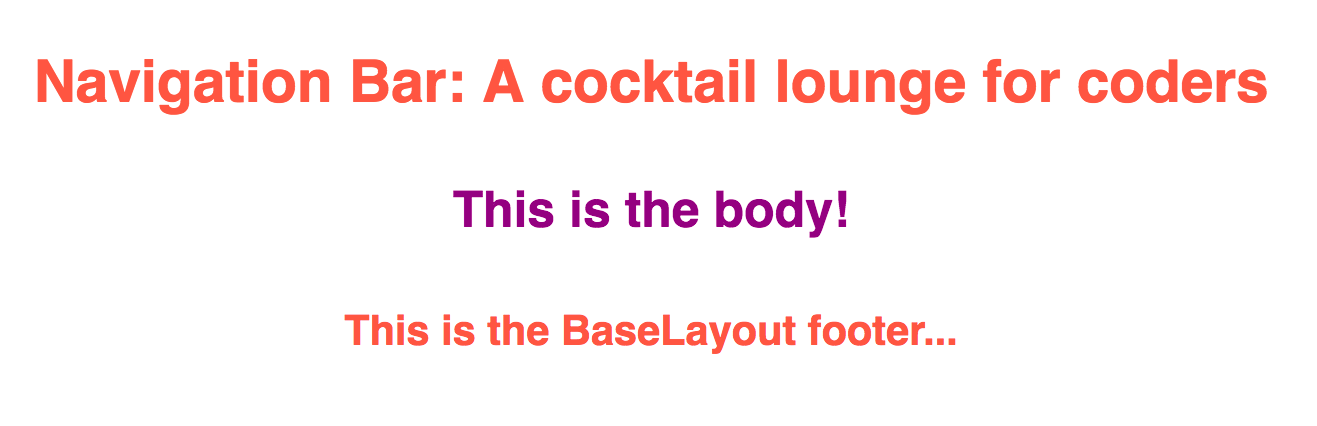 Navigation Bar: A cocktail lounge for coders
This is the body!
This is the BaseLayout footer...